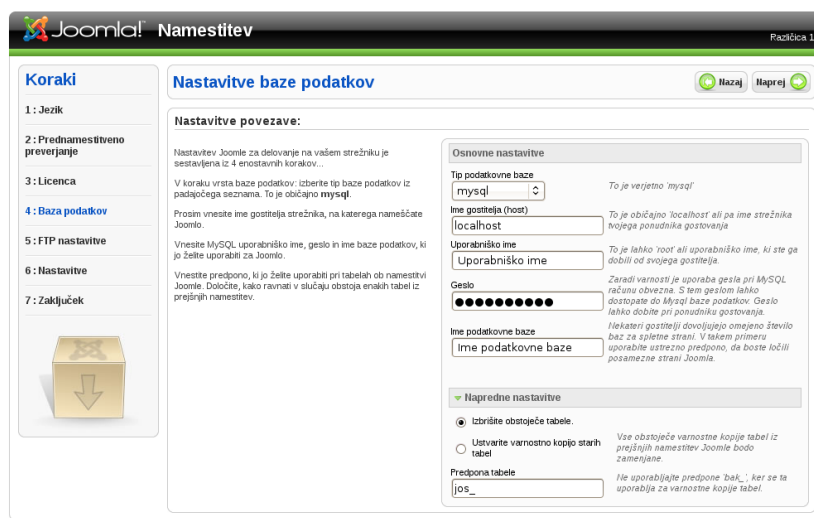 Joomla!® Namestitev
Različica 1
Koraki
1 : Jezik
2 : Prednamestitveno
preverjanje
3 : Licenca
4 : Baza podatkov
5 : FTP nastavitve
6 : Nastavitve
7 : Zaključek
Nastavitve baze podatkov
Nazaj
Naprej
Nastavitve povezave:
Nastavitev Joomle za delovanje na vašem strežniku je
sestavljena iz 4 enostavnih korakov...
V koraku vrsta baze podatkov: izberite tip baze podatkov iz
padajočega seznama. To je običajno mysql.
Prosim vnesite ime gostitelja strežnika, na katerega nameščate
Joomlo.
Vnesite MySQL uporabniško ime, geslo in ime baze podatkov, ki
jo želite uporabiti za Joomlo.
Vnestite predpono, ki jo želite uporabiti pri tabelah ob namestitvi
Joomle. Določite, kako ravnati v slučaju obstoja enakih tabel iz
prejšnjih namestitev.
Osnovne nastavitve
Tip podatkovne baze
mysql
To je verjetno 'mysql'
Ime gostitelja (host)
localhost
To je običajno 'localhost' ali pa ime strežnika
tvojega ponudnika gostovanja
Uporabniško ime
Uporabniško ime
To je lahko 'root' ali uporabniško ime, ki ste ga
dobili od svojega gostitelja.
Geslo
●●●●●●●●●●
Zaradi varnosti je uporaba gesla pri MySQL
računu obvezna. S tem geslom lahko
dostopate do Mysql baze podatkov. Geslo
lahko dobite pri ponudniku gostovanja.
Ime podatkovne baze
Ime podatkovne baze
Nekateri gostitelji dovoljujejo omejeno število
baz za spletne strani. V takem primeru
uporabite ustrezno predpono, da boste ločili
posamezne strani Joomla.
Napredne nastavitve
Izbrišite obstoječe tabele.
Ustvarite varnostno kopijo starih
tabel
Vse obstoječe varnostne kopije tabel iz
prejšnjih namestitev Joomle bodo
zamenjane.
Predpona tabele
jos_
Ne uporabljajte predpone 'bak_', ker se ta
uporablja za varnostne kopije tabel.